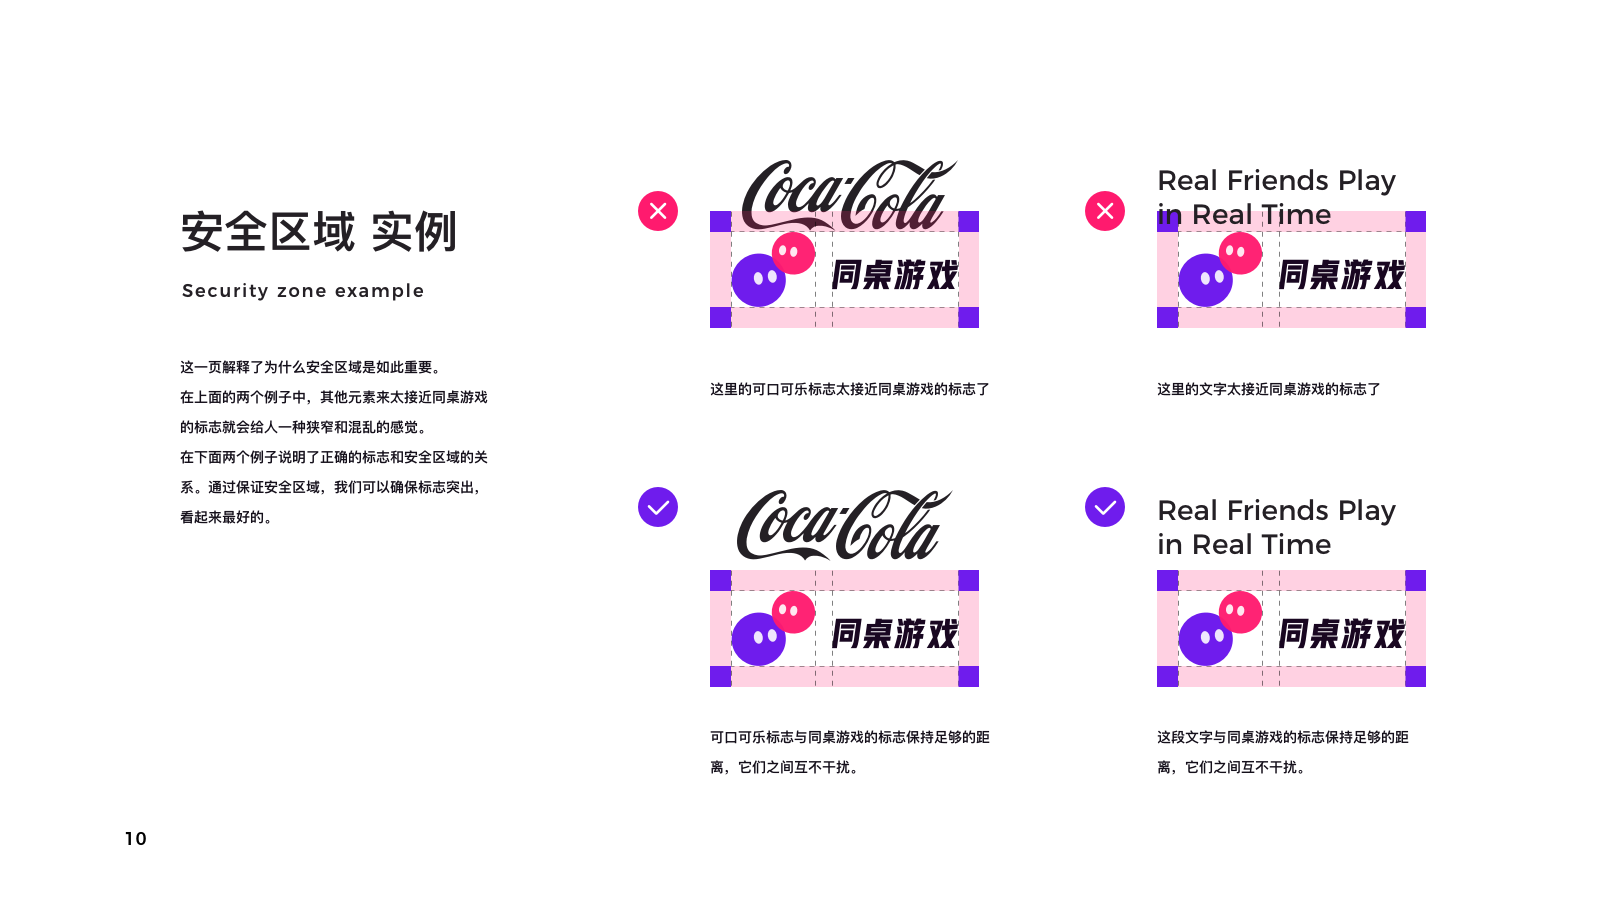 安全区域 实例
Security zone example
这一页解释了为什么安全区域是如此重要。
在上面的两个例子中，其他元素来太接近同桌游戏
的标志就会给人一种狭窄和混乱的感觉。
在下面两个例子说明了正确的标志和安全区域的关
系。通过保证安全区域，我们可以确保标志突出，
看起来最好的。
Coca-Cola
同桌游戏
这里的可口可乐标志太接近同桌游戏的标志了
Real Friends Play
in Real Time
同桌游戏
这里的文字太接近同桌游戏的标志了
Coca-Cola
同桌游戏
可口可乐标志与同桌游戏的标志保持足够的距
离，它们之间互不干扰。
Real Friends Play
in Real Time
同桌游戏
这段文字与同桌游戏的标志保持足够的距
离，它们之间互不干扰。
10